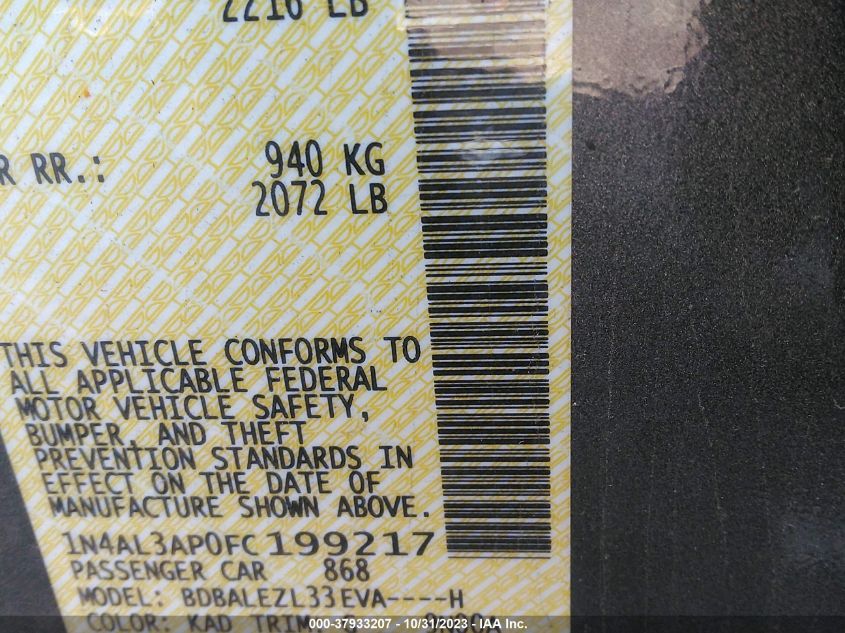 2216 LB
R RR.: 940 KG
2072 LB
THIS VEHICLE CONFORMS TO
ALL APPLICABLE FEDERAL
MOTOR VEHICLE SAFETY,
BUMPER, AND THEFT
PREVENTION STANDARDS IN
EFFECT ON THE DATE OF
MANUFACTURE SHOWN ABOVE.
1N4AL3AP0FC199217
PASSENGER CAR 868
MODEL: BDBALEZL33EVA----H
COLOR: KAD TRIM:
000-37933207 - 10/31/2023 - IAA Inc.